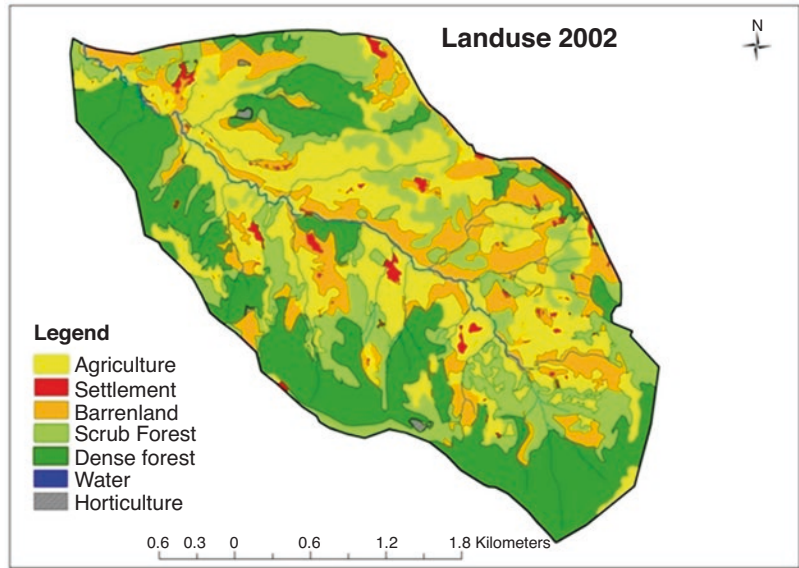 Landuse 2002
N
Legend
Agriculture
Settlement
Barrenland
Scrub Forest
Dense forest
Water
Horticulture
0.6 0.3 0 0.6 1.2 1.8 Kilometers